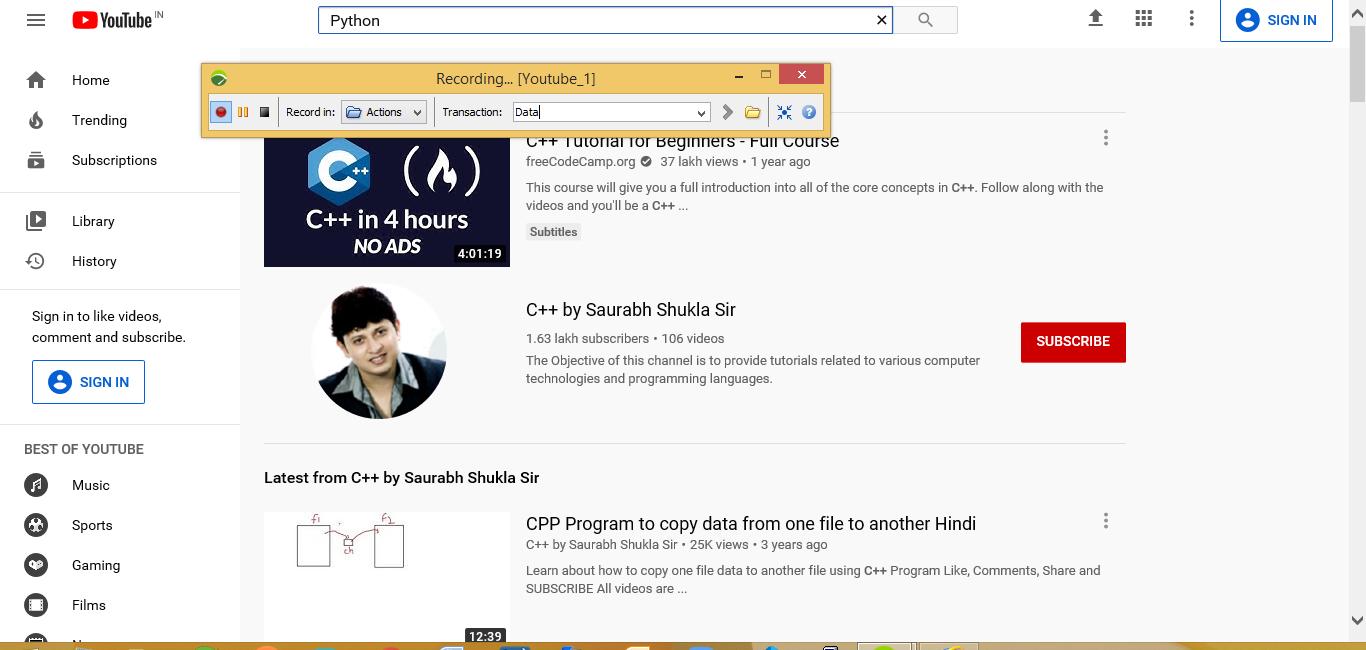 YouTube IN
Python
SIGN IN
Home
Trending
Subscriptions
Library
History
Sign in to like videos,
comment and subscribe.
SIGN IN
BEST OF YOUTUBE
Music
Sports
Gaming
Films
Recording... [Youtube_1]
Record in: Actions Transaction: Data
C++ Tutorial for Beginners - Full Course
freeCodeCamp.org 37 lakh views • 1 year ago
This course will give you a full introduction into all of the core concepts in C++. Follow along with the
videos and you'll be a C++ ...
Subtitles
C++
C++ in 4 hours
NO ADS
4:01:19
C++ by Saurabh Shukla Sir
1.63 lakh subscribers • 106 videos
The Objective of this channel is to provide tutorials related to various computer
technologies and programming languages.
SUBSCRIBE
Latest from C++ by Saurabh Shukla Sir
f1 f2
ch
12:39
CPP Program to copy data from one file to another Hindi
C++ by Saurabh Shukla Sir • 25K views • 3 years ago
Learn about how to copy one file data to another file using C++ Program Like, Comments, Share and
SUBSCRIBE All videos are ...